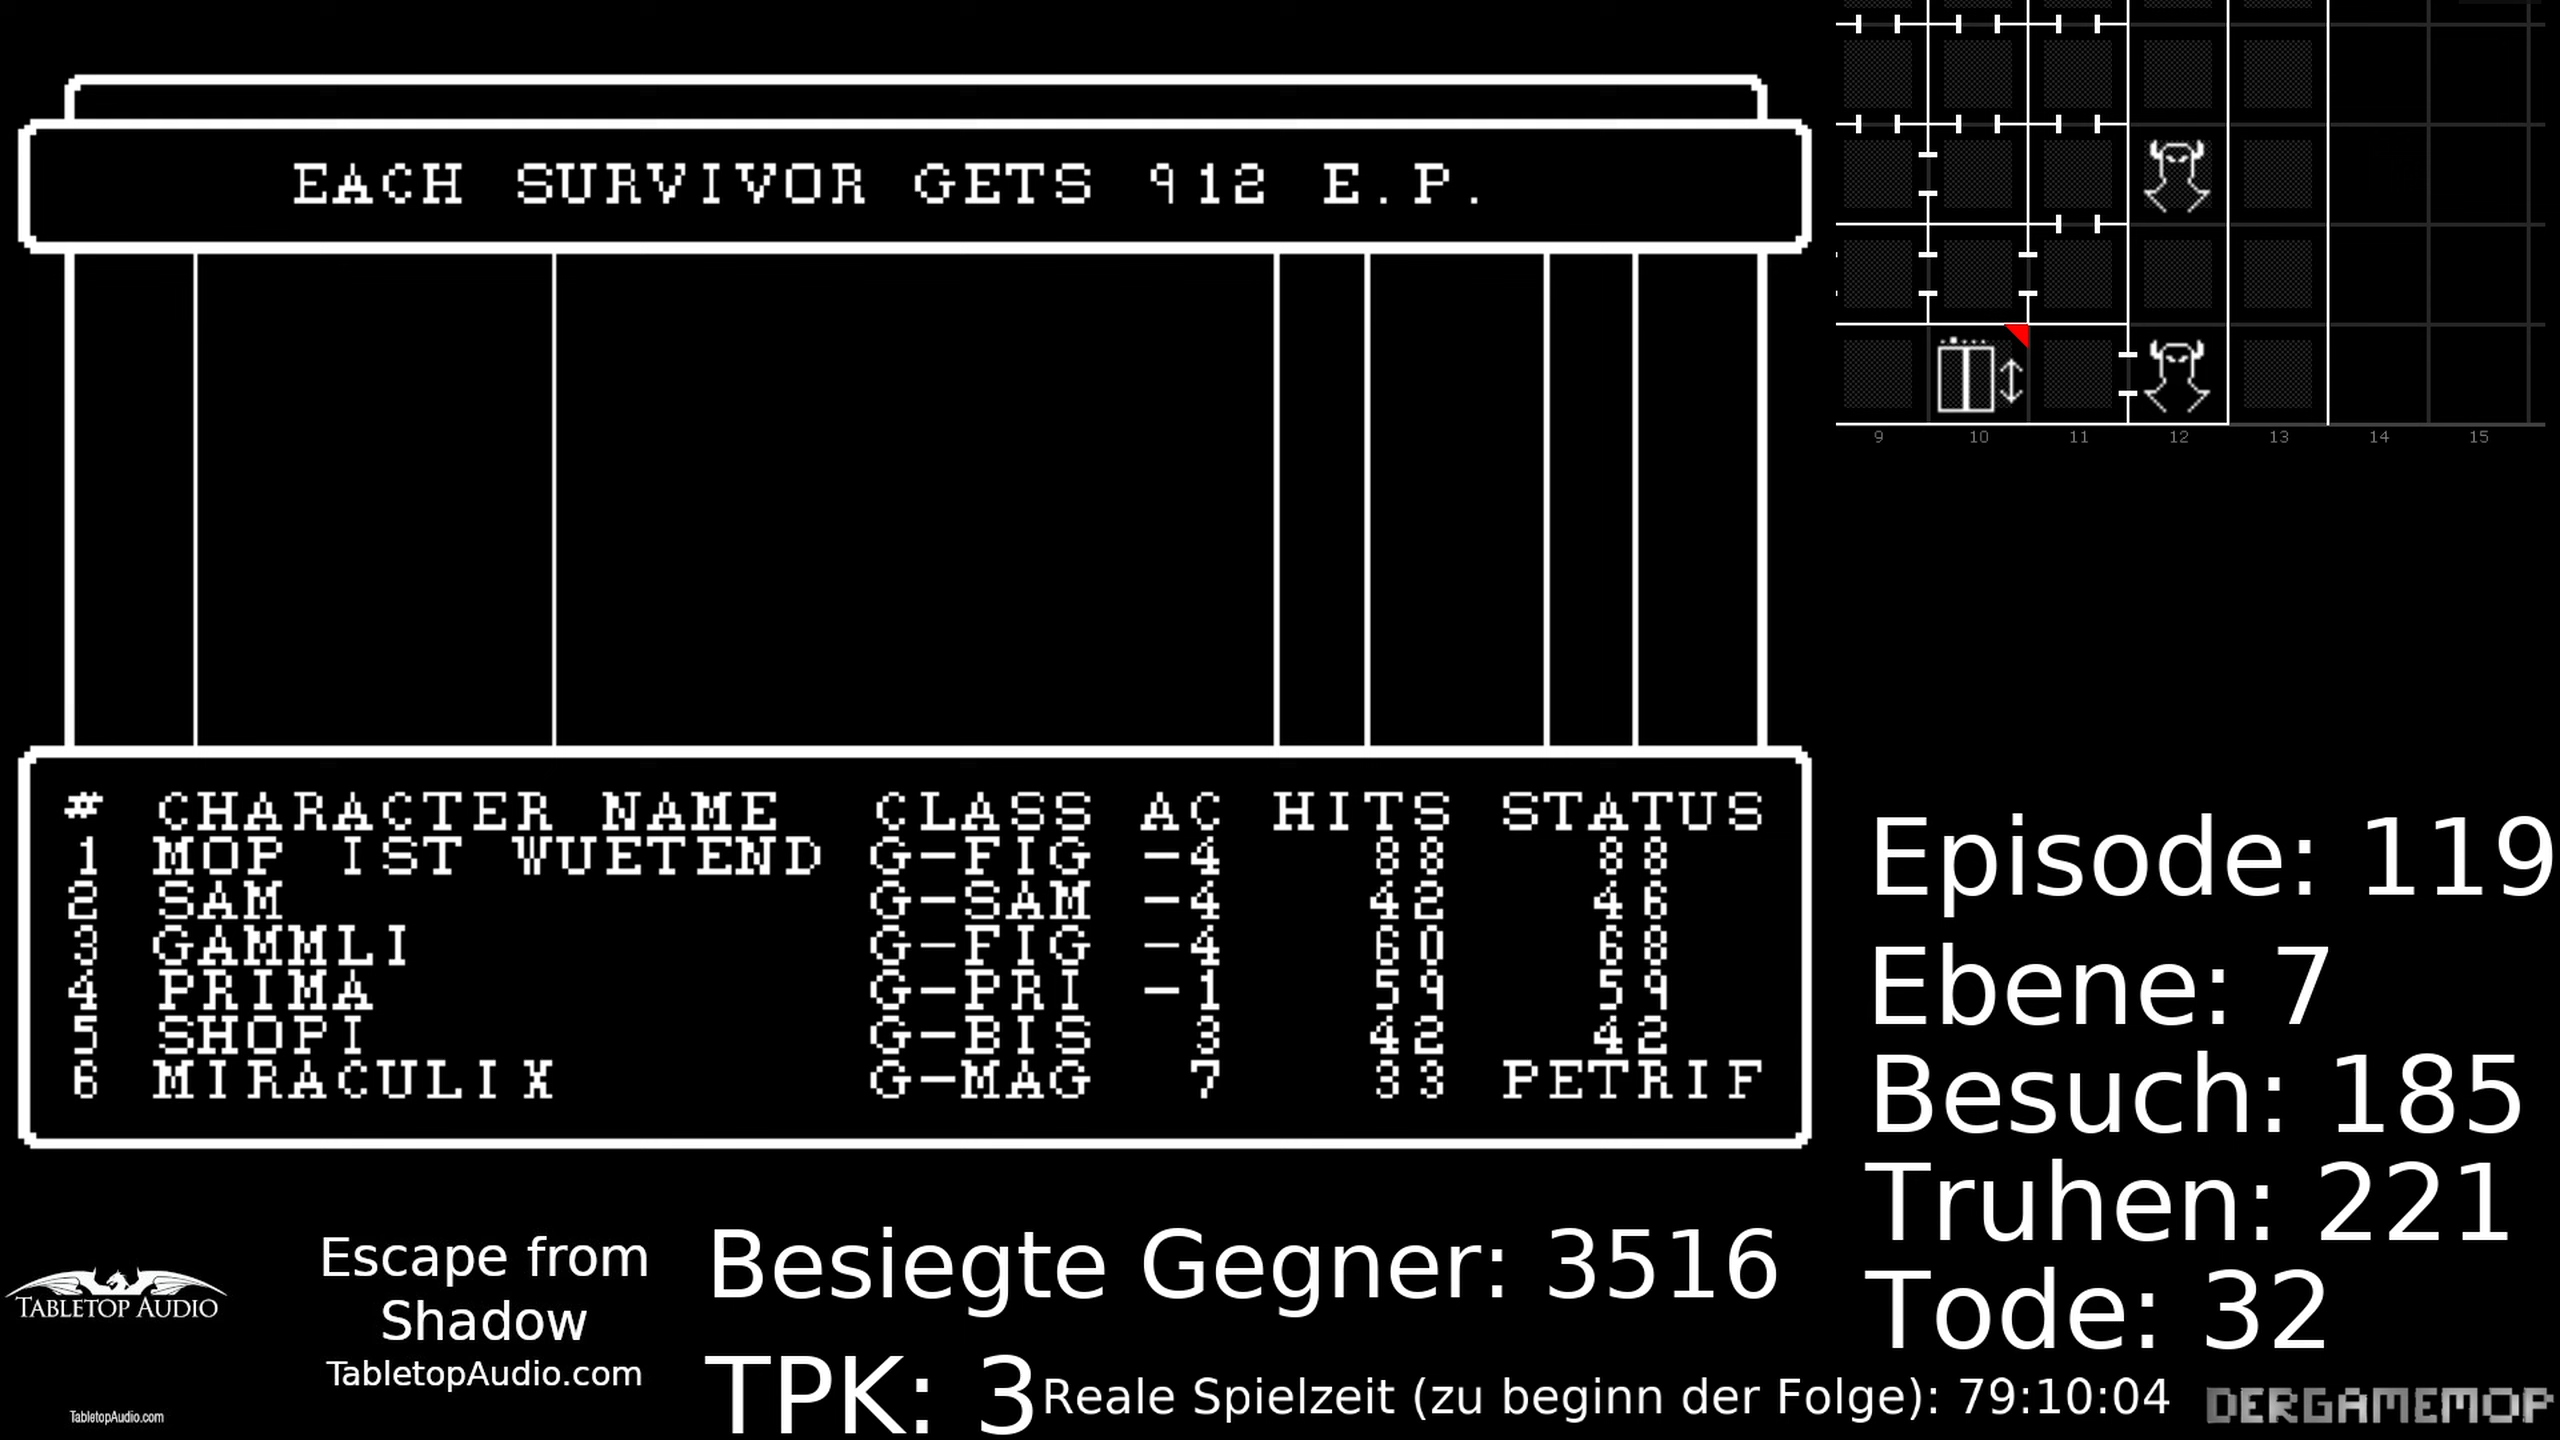 EACH SURVIVOR GETS 912 E.P.
# CHARACTER NAME CLASS AC HITS STATUS
1 MOP IST WUETEND G-FIG -4 88 88
2 SAM G-SAM -4 42 46
3 GAMMLI G-FIG -4 60 68
4 PRIMA G-PRI -1 59 59
5 SHOPI G-BIS 3 42 42
6 MIRACULIX G-MAG 7 33 PETRIF
9 10 11 12 13 14 15
Episode: 119
Ebene: 7
Besuch: 185
Truhen: 221
Tode: 32
TABLETOP AUDIO
TabletopAudio.com
Escape from
Shadow
TabletopAudio.com
Besiegte Gegner: 3516
TPK: 3
Reale Spielzeit (zu beginn der Folge): 79:10:04
DERGAMEMOP